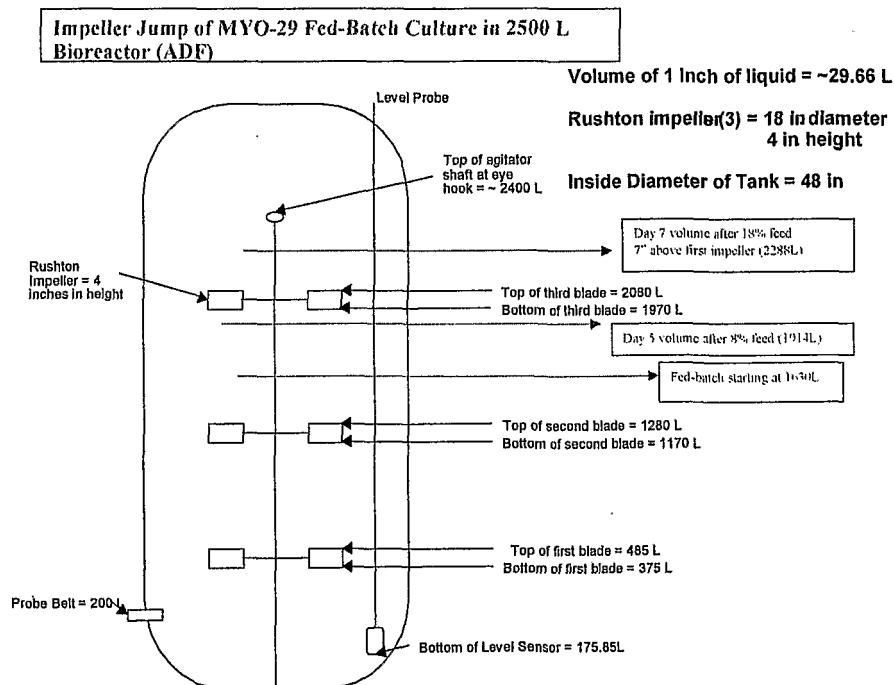 Impeller Jump of MYO-29 Fed-Batch Culture in 2500 L
Bioreactor (ADF)
Volume of 1 Inch of liquid = ~29.66 L
Rushton impeller(3) = 18 in diameter
4 in height
Inside Diameter of Tank = 48 in
Level Probe
Top of agitator
shaft at eye
hook = ~ 2400 L
Day 7 volume after 18% feed
7" above first impeller (2288L)
Rushton
Impeller = 4
inches in height
Top of third blade = 2080 L
Bottom of third blade = 1970 L
Day 5 volume after 8% feed (1914L)
Fed-batch starting at 1630L
Top of second blade = 1280 L
Bottom of second blade = 1170 L
Top of first blade = 485 L
Bottom of first blade = 375 L
Probe Belt = 200 L
Bottom of Level Sensor = 175.85L